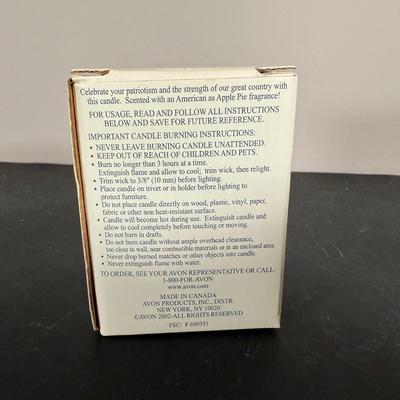 Celebrate your patriotism and the strength of our great country with
this candle. Scented with an American as Apple Pie fragrance!
FOR USAGE, READ AND FOLLOW ALL INSTRUCTIONS
BELOW AND SAVE FOR FUTURE REFERENCE.
IMPORTANT CANDLE BURNING INSTRUCTIONS:
• NEVER LEAVE BURNING CANDLE UNATTENDED.
• KEEP OUT OF REACH OF CHILDREN AND PETS.
• Burn no longer than 3 hours at a time.
Extinguish flame and allow to cool; trim wick, then relight.
• Trim wick to 3/8" (10 mm) before lighting.
• Place candle on trivet or in holder before lighting to
protect furniture.
• Do not place candle directly on wood, plastic, vinyl, paper,
fabric or other non heat-resistant surface.
• Candle will become hot during use. Extinguish candle and
allow to cool completely before touching or moving.
• Do not burn in drafts.
• Do not burn candle without ample overhead clearance,
too close to wall, near combustible materials or in an enclosed area.
• Never drop burned matches or other objects into candle.
• Never extinguish flame with water.
TO ORDER, SEE YOUR AVON REPRESENTATIVE OR CALL:
1-800-FOR-AVON
www.avon.com
MADE IN CANADA
AVON PRODUCTS, INC., DISTR.
NEW YORK, NY 10020
©AVON 2002-ALL RIGHTS RESERVED
FSC: F 690351